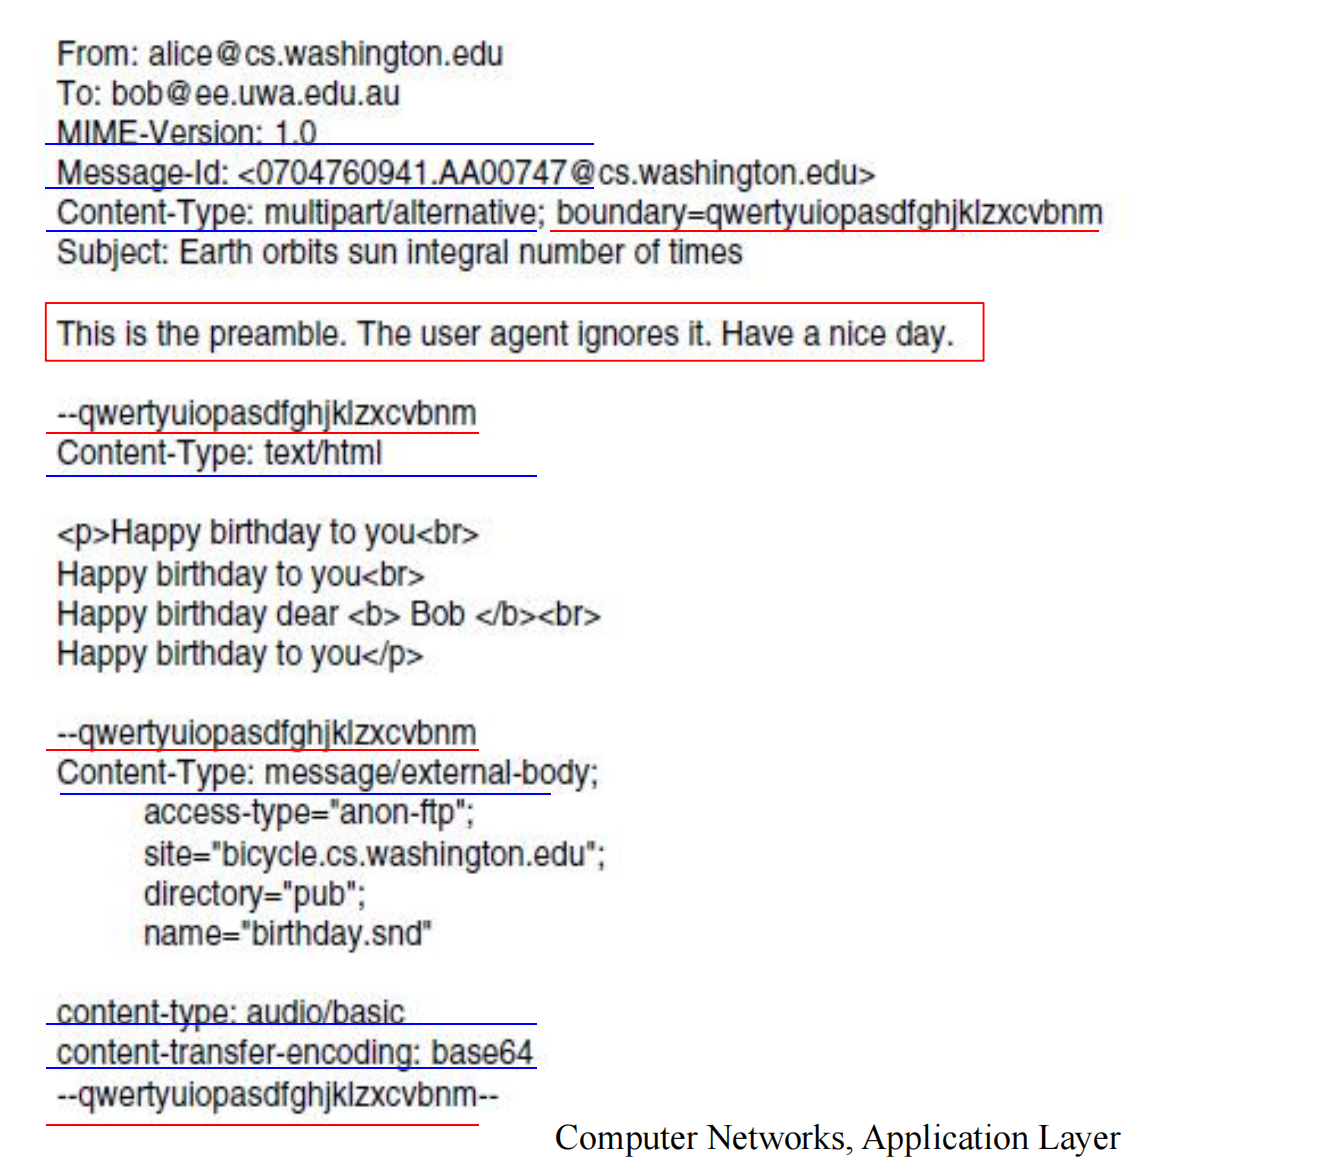 From: alice@cs.washington.edu
To: bob@ee.uwa.edu.au
MIME-Version: 1.0
Message-Id: <0704760941.AA00747@cs.washington.edu>
Content-Type: multipart/alternative; boundary=qwertyuiopasdfghjklzxcvbnm
Subject: Earth orbits sun integral number of times
This is the preamble. The user agent ignores it. Have a nice day.
--qwertyuiopasdfghjklzxcvbnm
Content-Type: text/html
<p>Happy birthday to you<br>
Happy birthday to you<br>
Happy birthday dear <b> Bob </b><br>
Happy birthday to you</p>
--qwertyuiopasdfghjklzxcvbnm
Content-Type: message/external-body;
access-type="anon-ftp";
site="bicycle.cs.washington.edu";
directory="pub";
name="birthday.snd"
content-type: audio/basic
content-transfer-encoding: base64
--qwertyuiopasdfghjklzxcvbnm--
Computer Networks, Application Layer